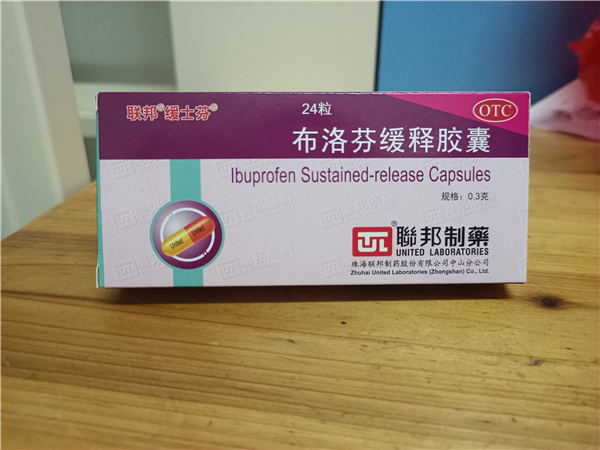 联邦®缓士芬®
24粒
OTC
布洛芬缓释胶囊
Ibuprofen Sustained-release Capsules
规格：0.3克
®聯邦制藥
UNITED LABORATORIES
珠海联邦制药股份有限公司中山分公司
Zhuhai United Laboratories (Zhongshan) Co., Ltd.